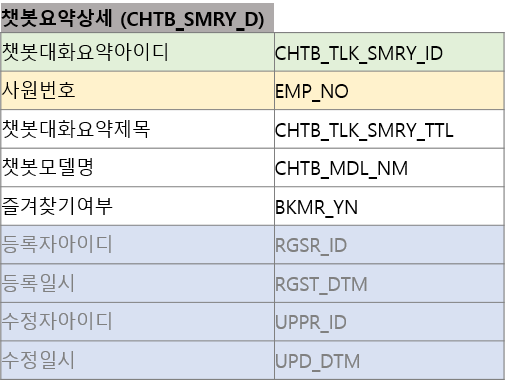 챗봇요약상세 (CHTB_SMRY_D)
챗봇대화요약아이디 CHTB_TLK_SMRY_ID
사원번호 EMP_NO
챗봇대화요약제목 CHTB_TLK_SMRY_TTL
챗봇모델명 CHTB_MDL_NM
즐겨찾기여부 BKMR_YN
등록자아이디 RGSR_ID
등록일시 RGST_DTM
수정자아이디 UPPR_ID
수정일시 UPD_DTM